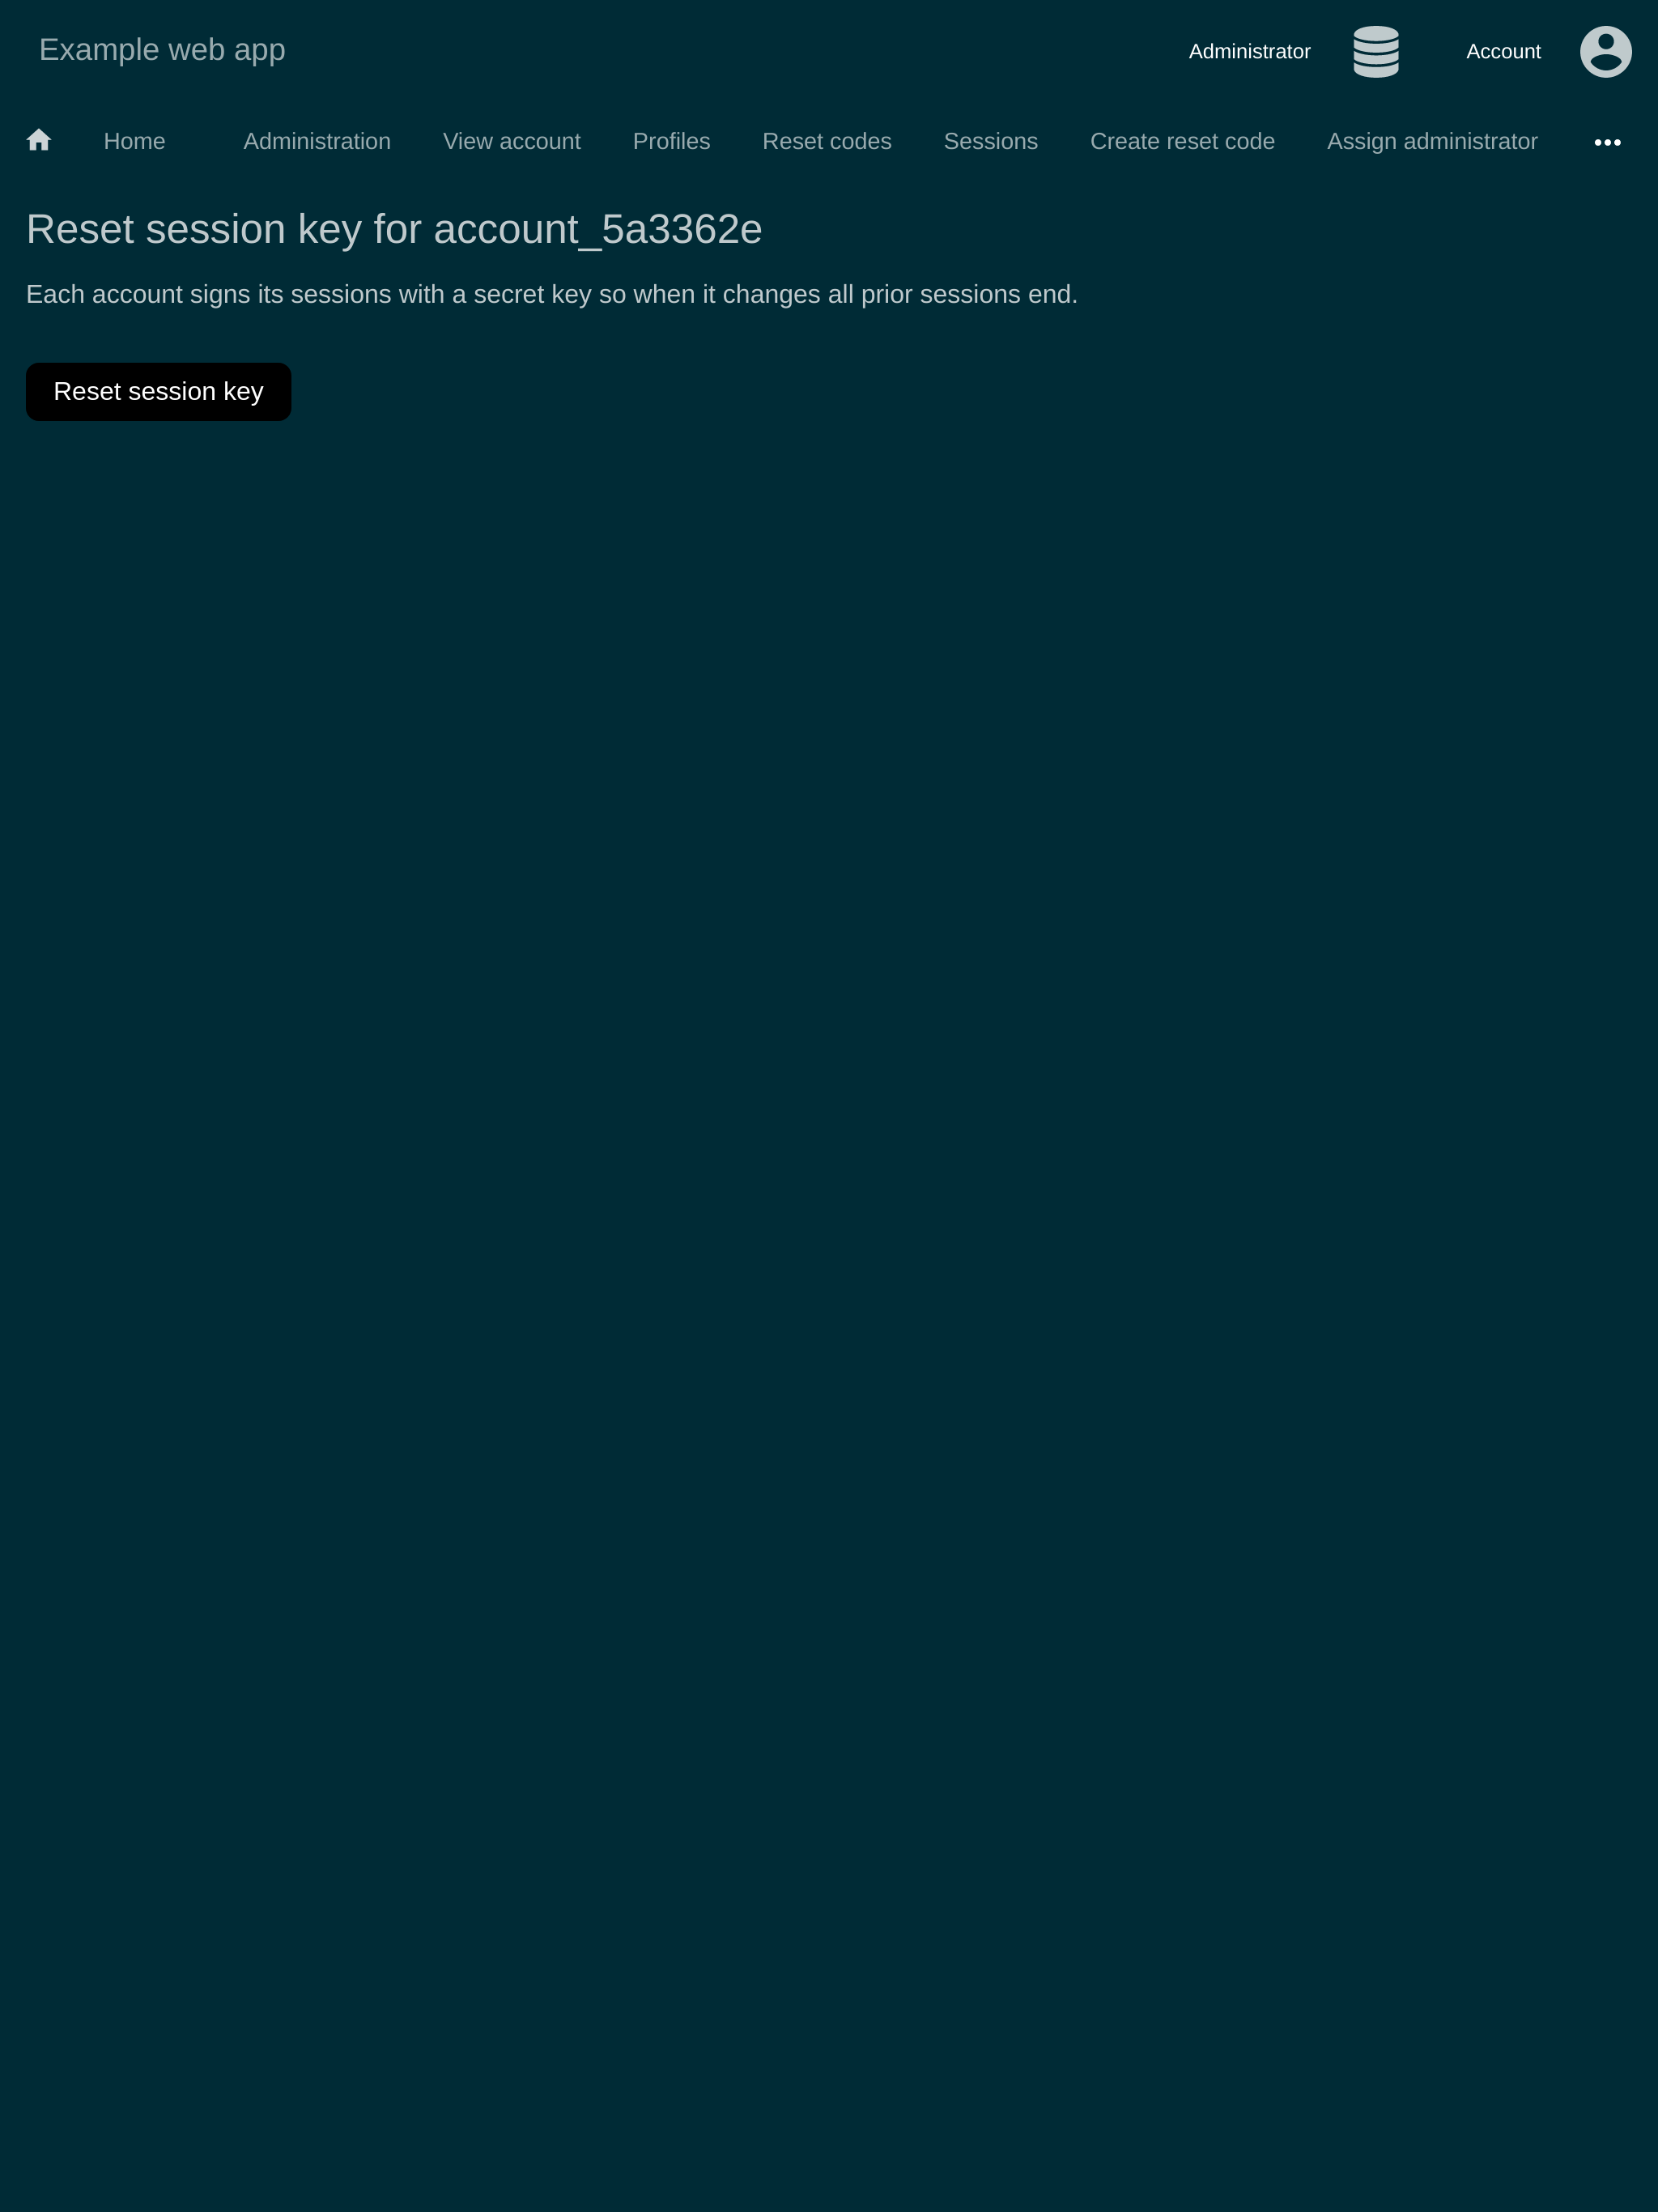 Example web app
Administrator
Account
Home
Administration
View account
Profiles
Reset codes
Sessions
Create reset code
Assign administrator
Reset session key for account_5a3362e
Each account signs its sessions with a secret key so when it changes all prior sessions end.
Reset session key